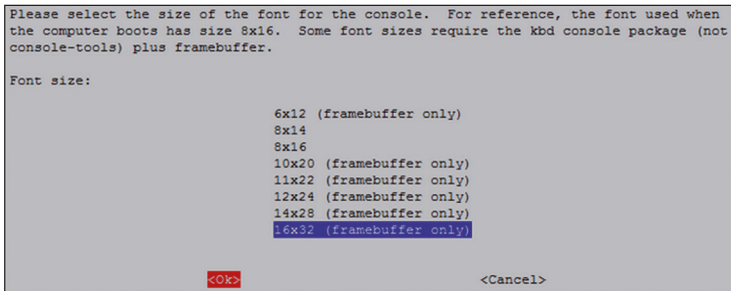 Please select the size of the font for the console.  For reference, the font used when
the computer boots has size 8x16.  Some font sizes require the kbd console package (not
console-tools) plus framebuffer.
Font size:
6x12 (framebuffer only)
8x14
8x16
10x20 (framebuffer only)
11x22 (framebuffer only)
12x24 (framebuffer only)
14x28 (framebuffer only)
16x32 (framebuffer only)
<Ok> <Cancel>